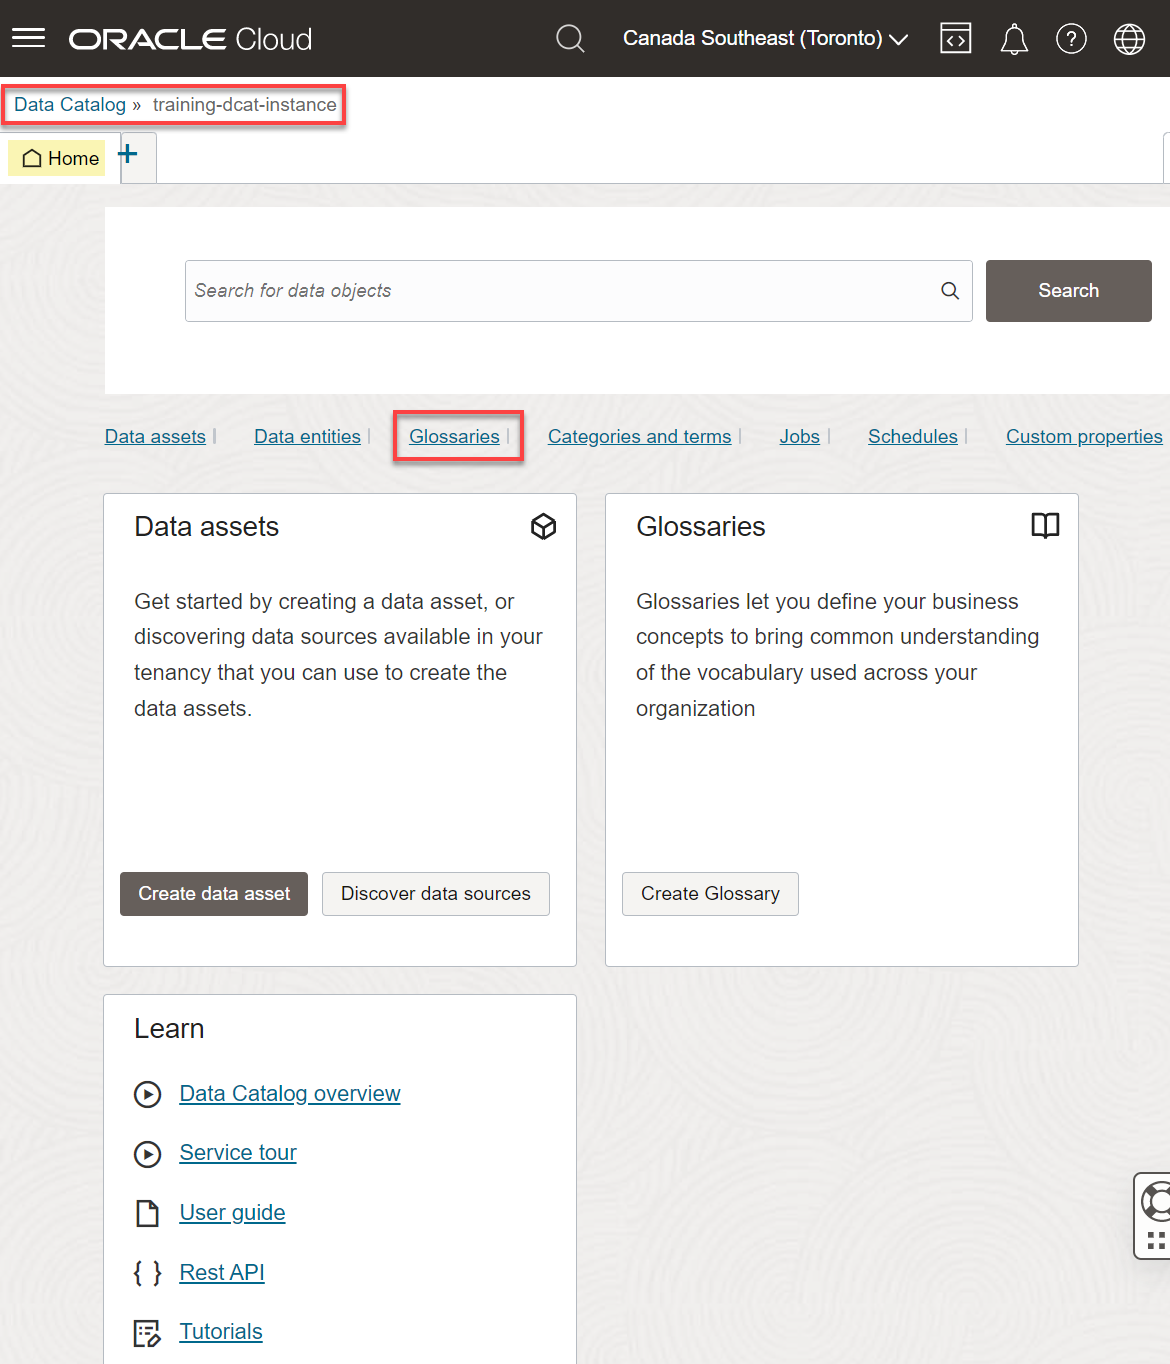 ORACLE Cloud
Canada Southeast (Toronto)
Data Catalog » training-dcat-instance
Home +
Search for data objects
Search
Data assets | Data entities | Glossaries | Categories and terms | Jobs | Schedules | Custom properties
Data assets
Get started by creating a data asset, or
discovering data sources available in your
tenancy that you can use to create the
data assets.
Create data asset
Discover data sources
Glossaries
Glossaries let you define your business
concepts to bring common understanding
of the vocabulary used across your
organization
Create Glossary
Learn
Data Catalog overview
Service tour
User guide
{ } Rest API
Tutorials